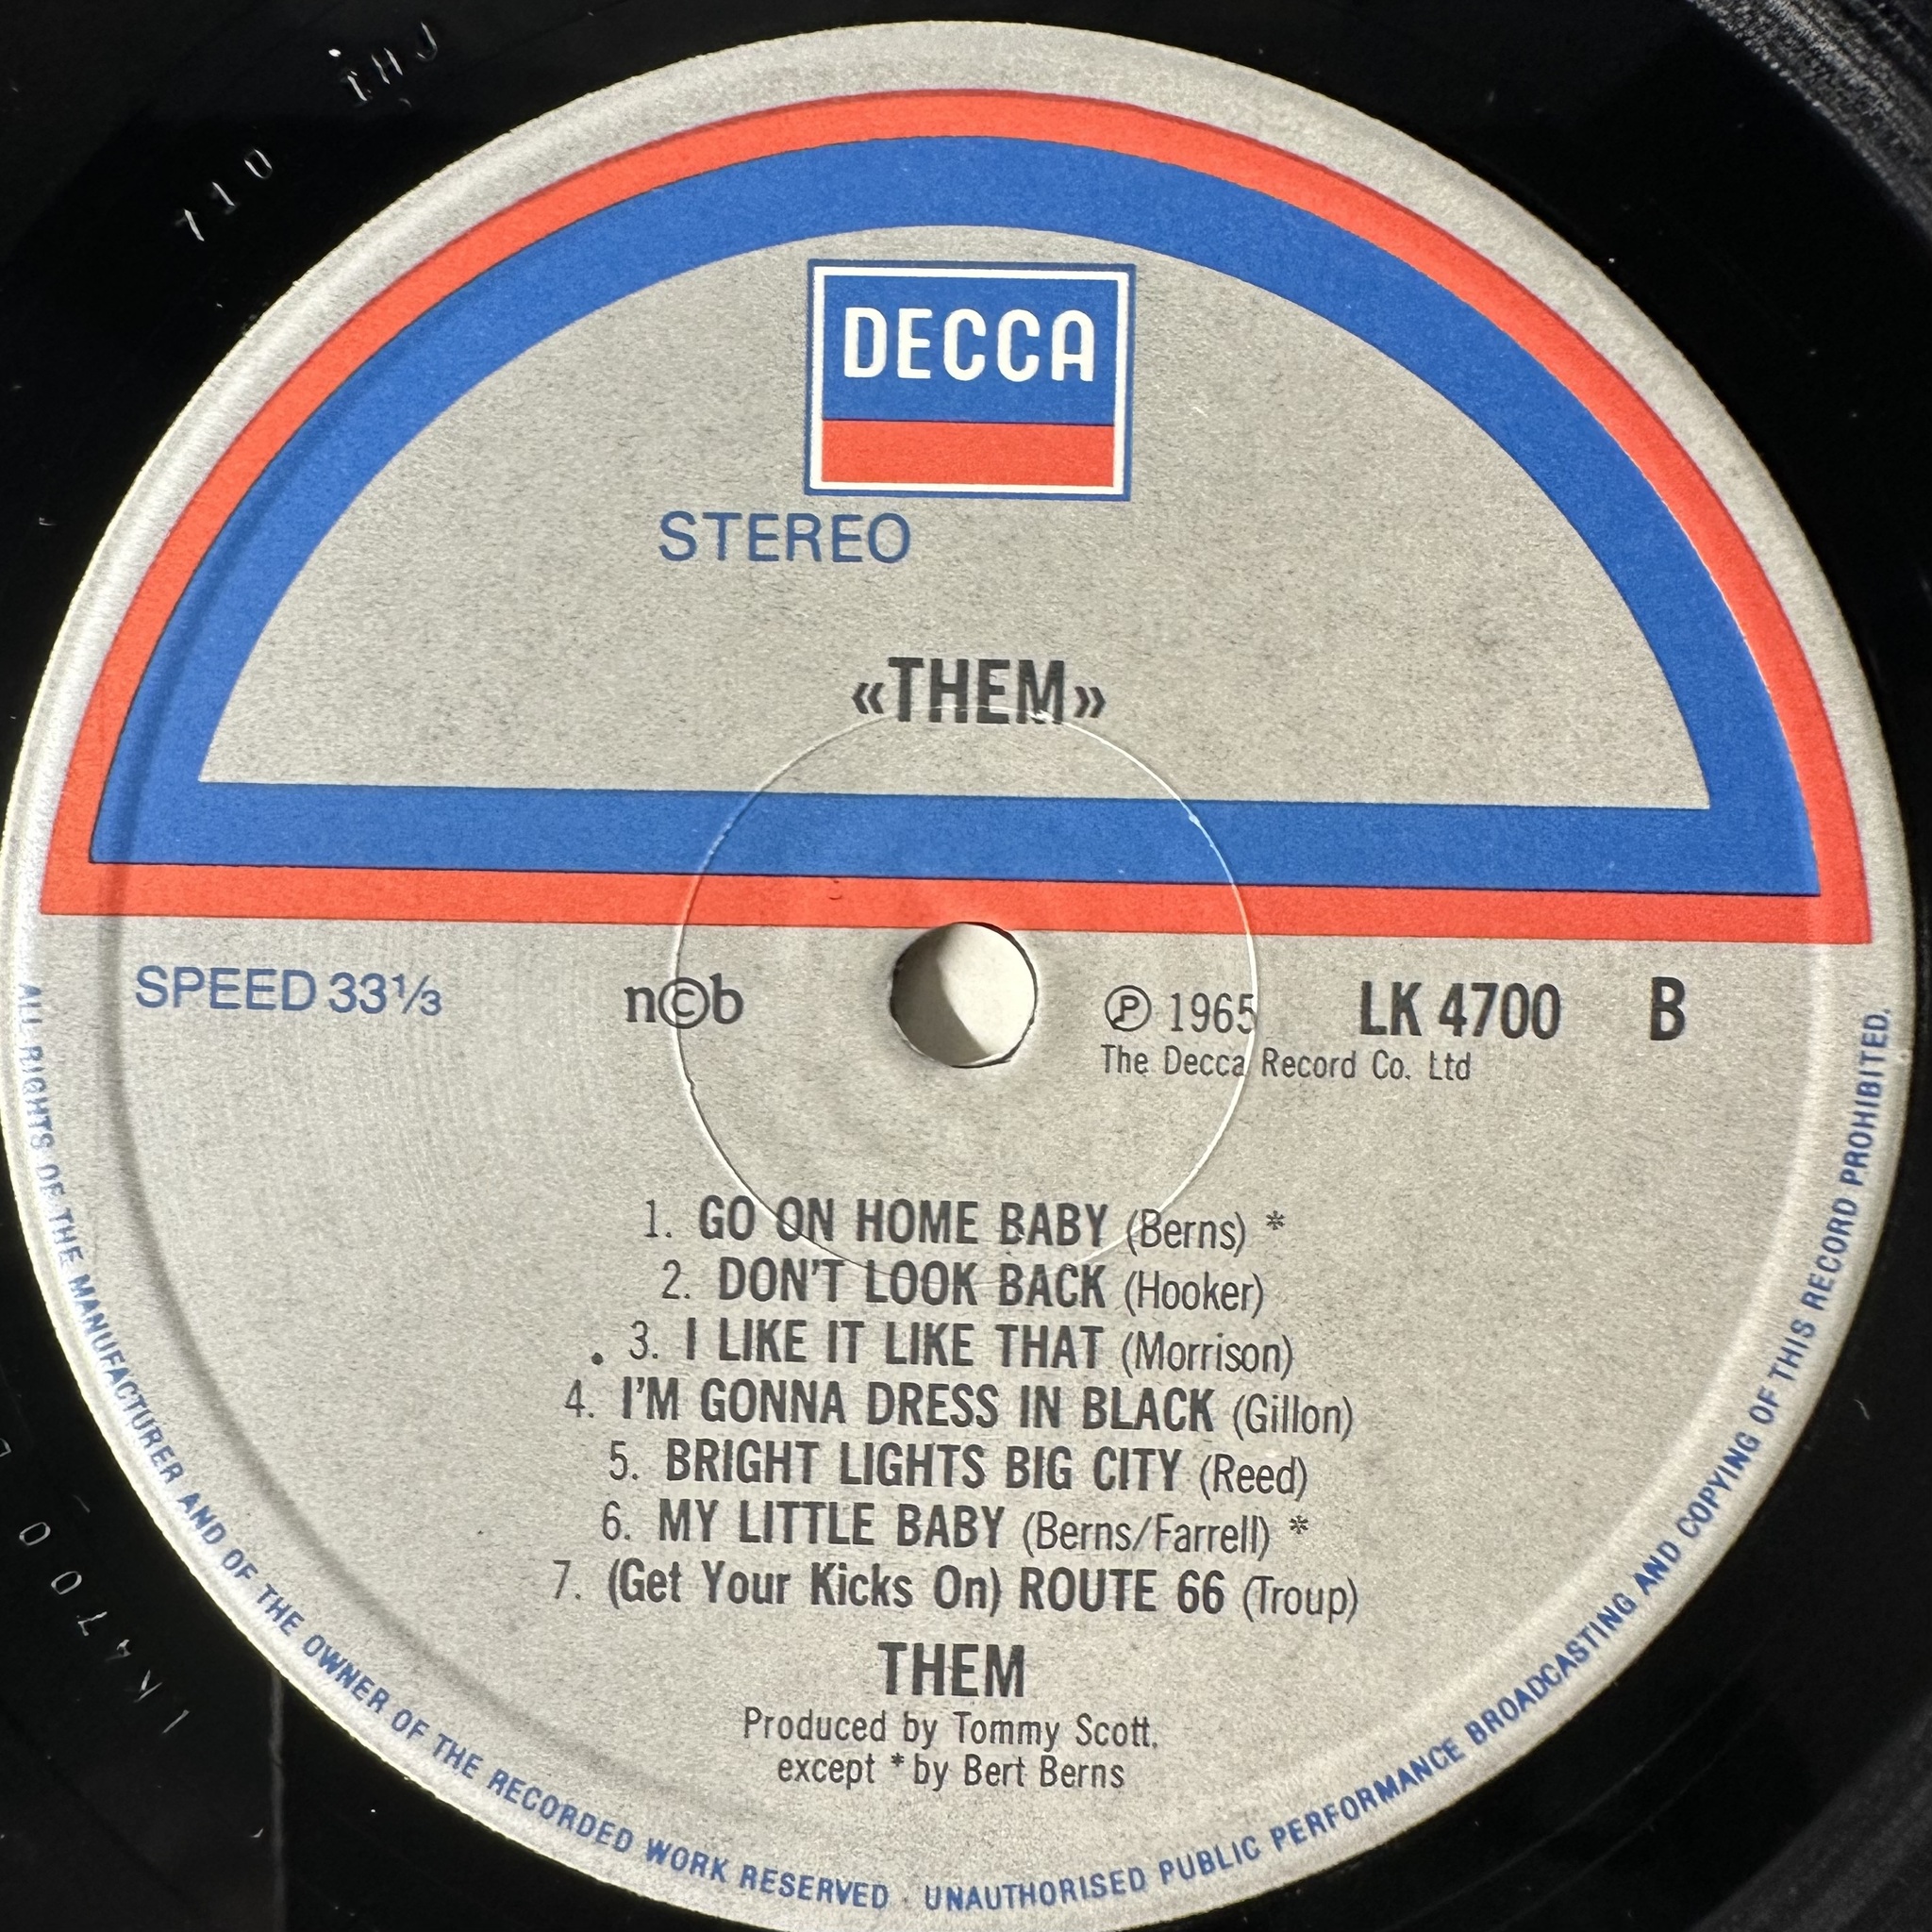 DECCA
STEREO
«THEM»
SPEED 33⅓
n©b
℗ 1965
LK 4700
B
The Decca Record Co. Ltd
1. GO ON HOME BABY (Berns) *
2. DON'T LOOK BACK (Hooker)
3. I LIKE IT LIKE THAT (Morrison)
4. I'M GONNA DRESS IN BLACK (Gillon)
5. BRIGHT LIGHTS BIG CITY (Reed)
6. MY LITTLE BABY (Berns/Farrell) *
7. (Get Your Kicks On) ROUTE 66 (Troup)
THEM
Produced by Tommy Scott.
except * by Bert Berns
ALL RIGHTS OF THE MANUFACTURER AND OF THE OWNER OF THE RECORDED WORK RESERVED · UNAUTHORISED PUBLIC PERFORMANCE BROADCASTING AND COPYING OF THIS RECORD PROHIBITED.